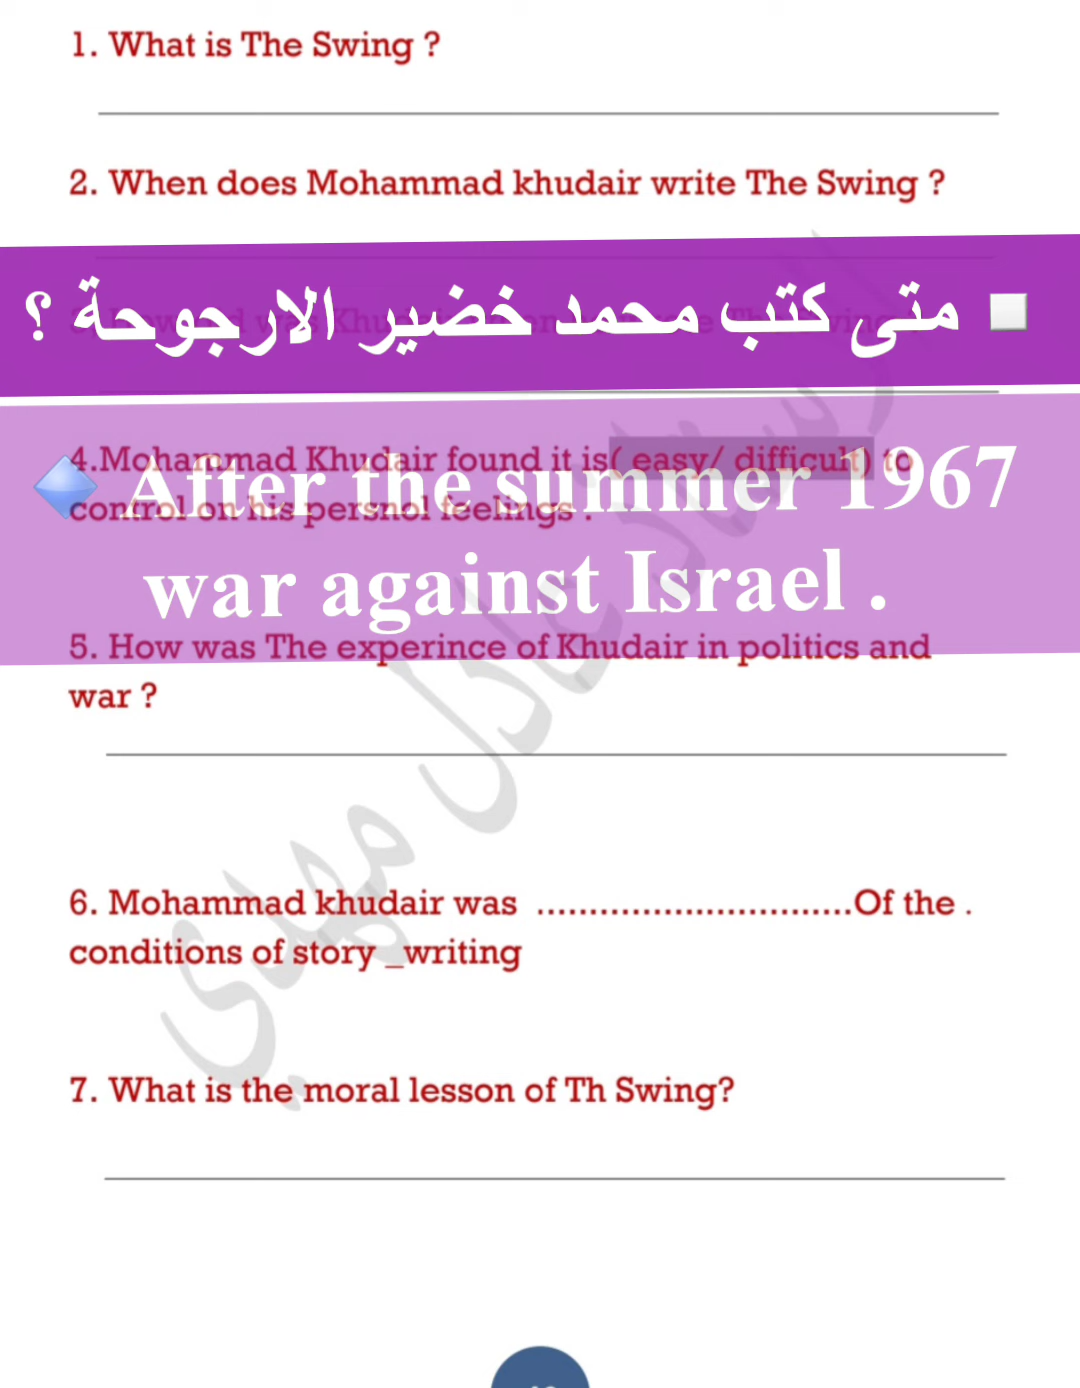 1. What is The Swing ?
2. When does Mohammad khudair write The Swing ?
متى كتب محمد خضير الارجوحة ؟
4.Mohammad Khudair found it is( easy/ difficult) to
control on his persnol feelings .
After the summer 1967
war against Israel .
5. How was The experince of Khudair in politics and
war ?
6. Mohammad khudair was ..............................Of the .
conditions of story _writing
7. What is the moral lesson of Th Swing?